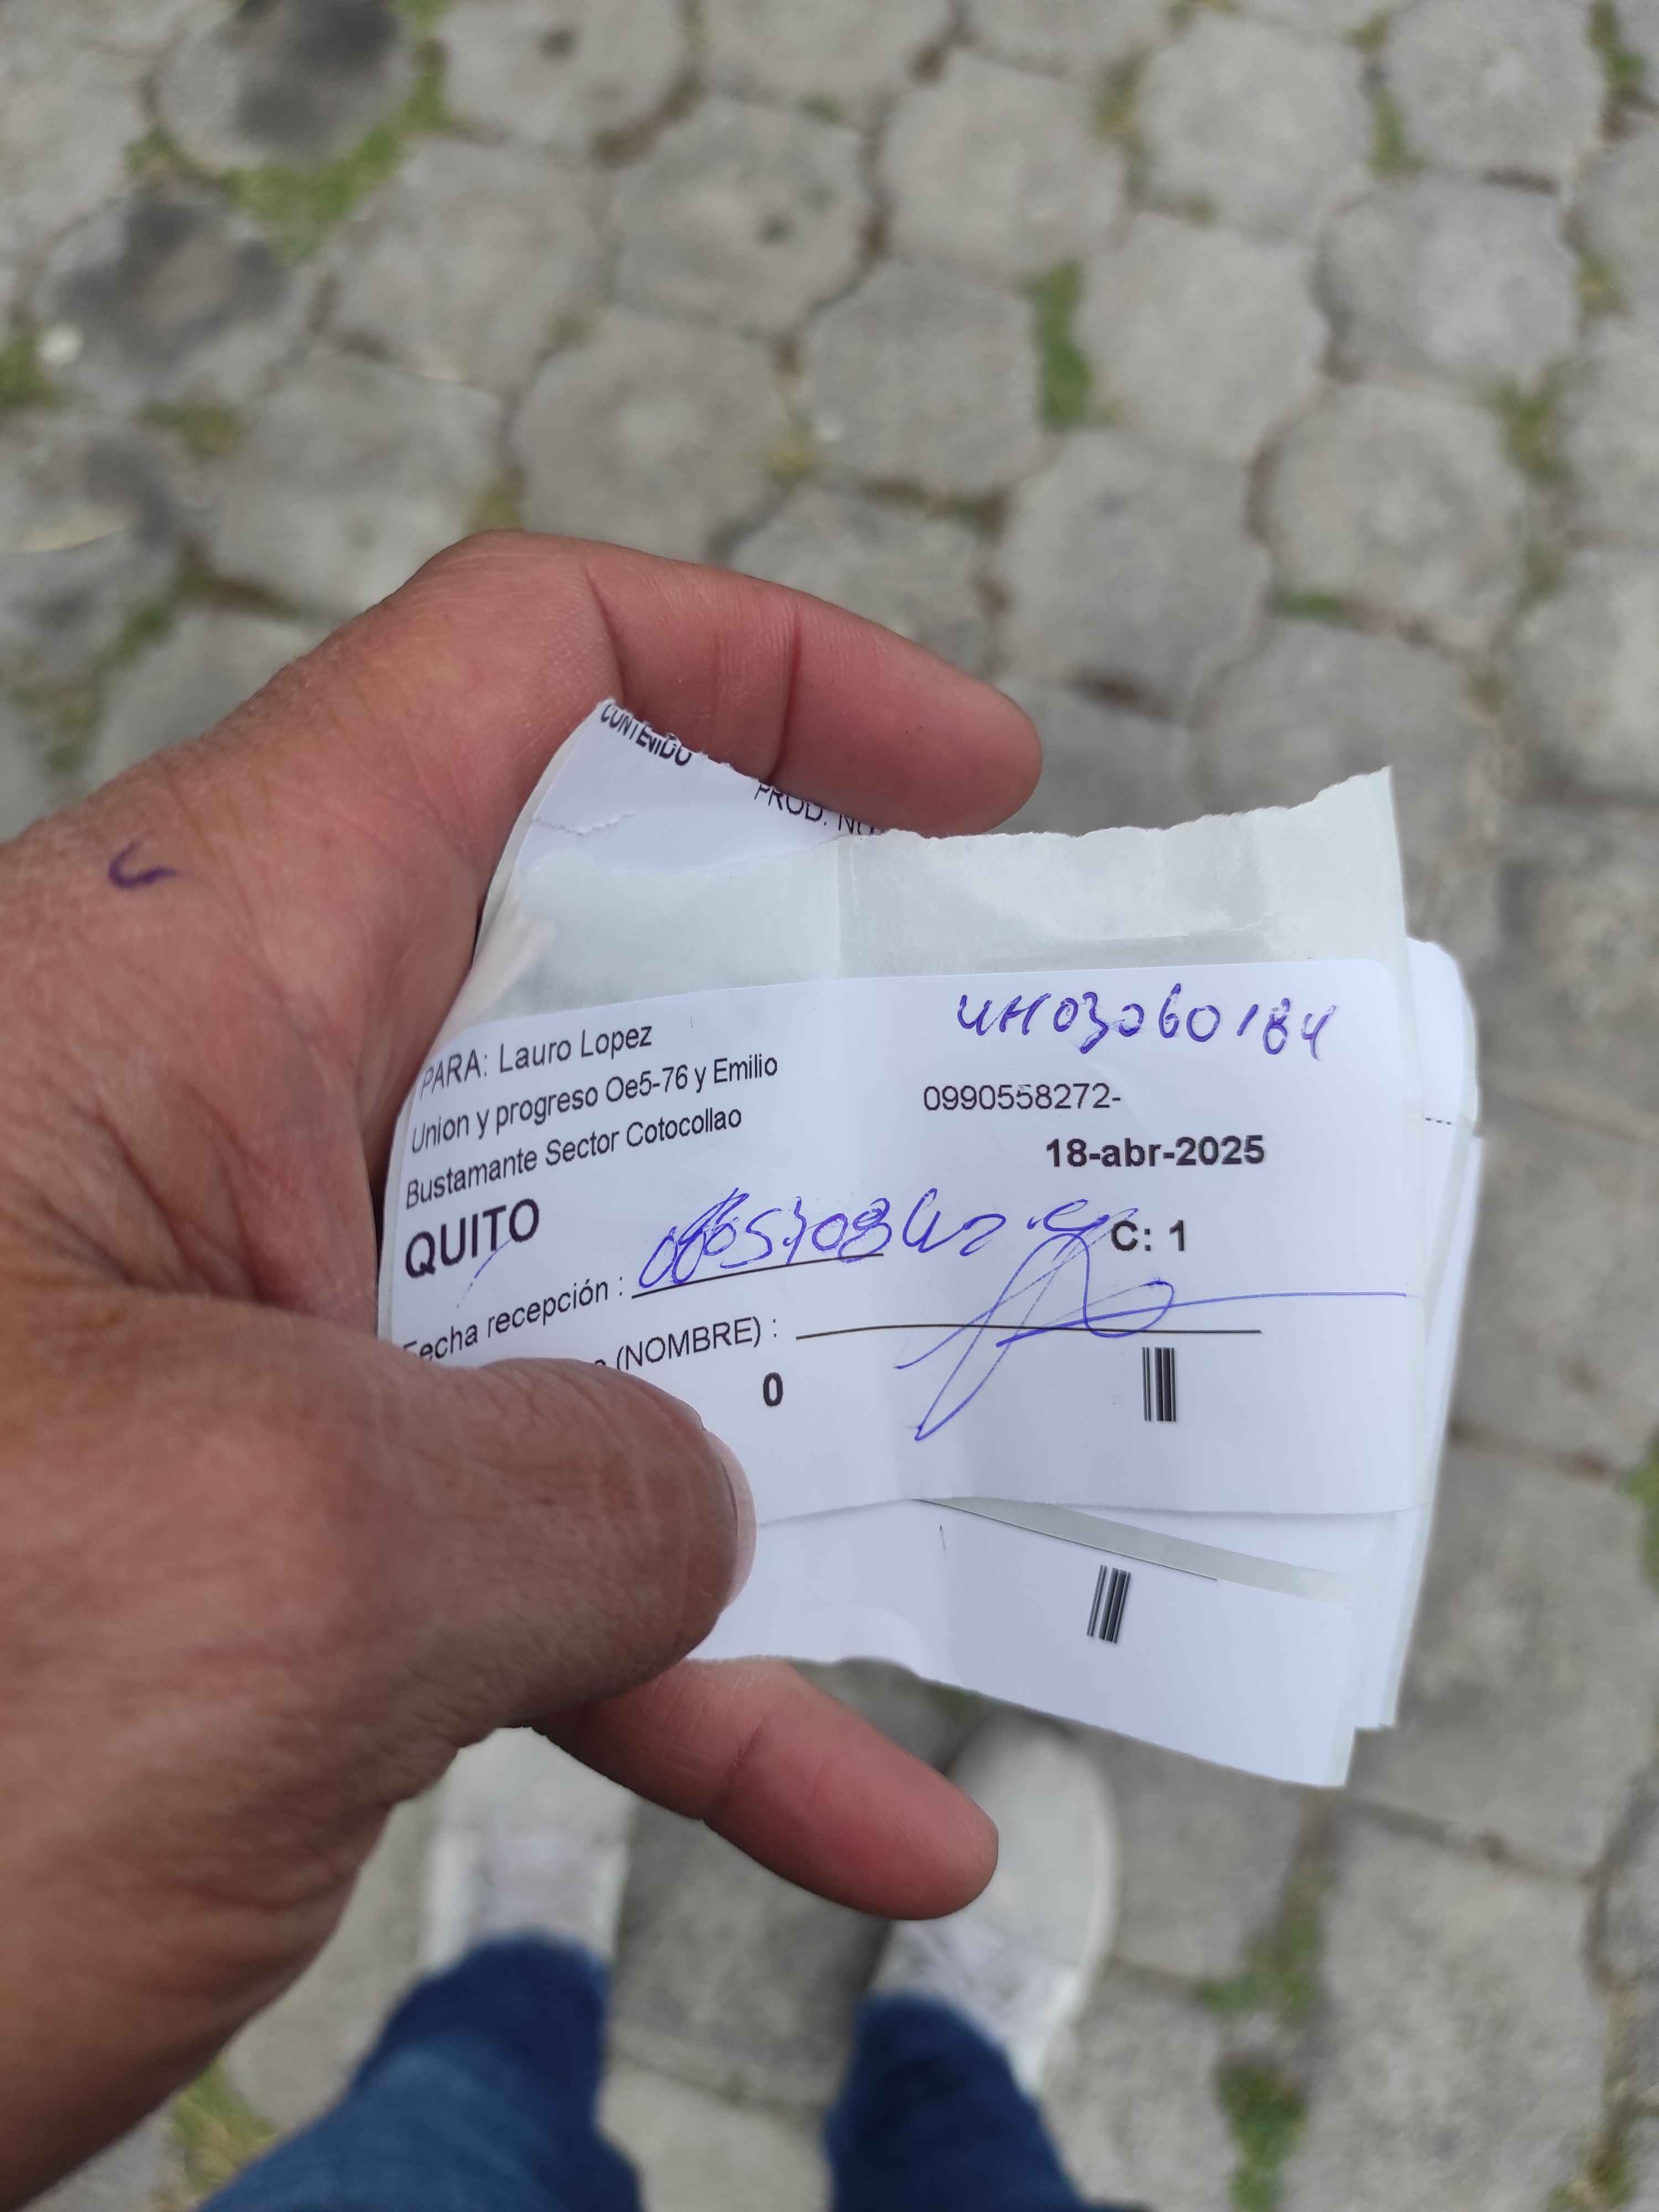 CONTENIDO
PROD. NO
PARA: Lauro Lopez
Union y progreso Oe5-76 y Emilio
Bustamante Sector Cotocollao
QUITO
0990558272-
18-abr-2025
C: 1
Fecha recepción :
(NOMBRE) :
0